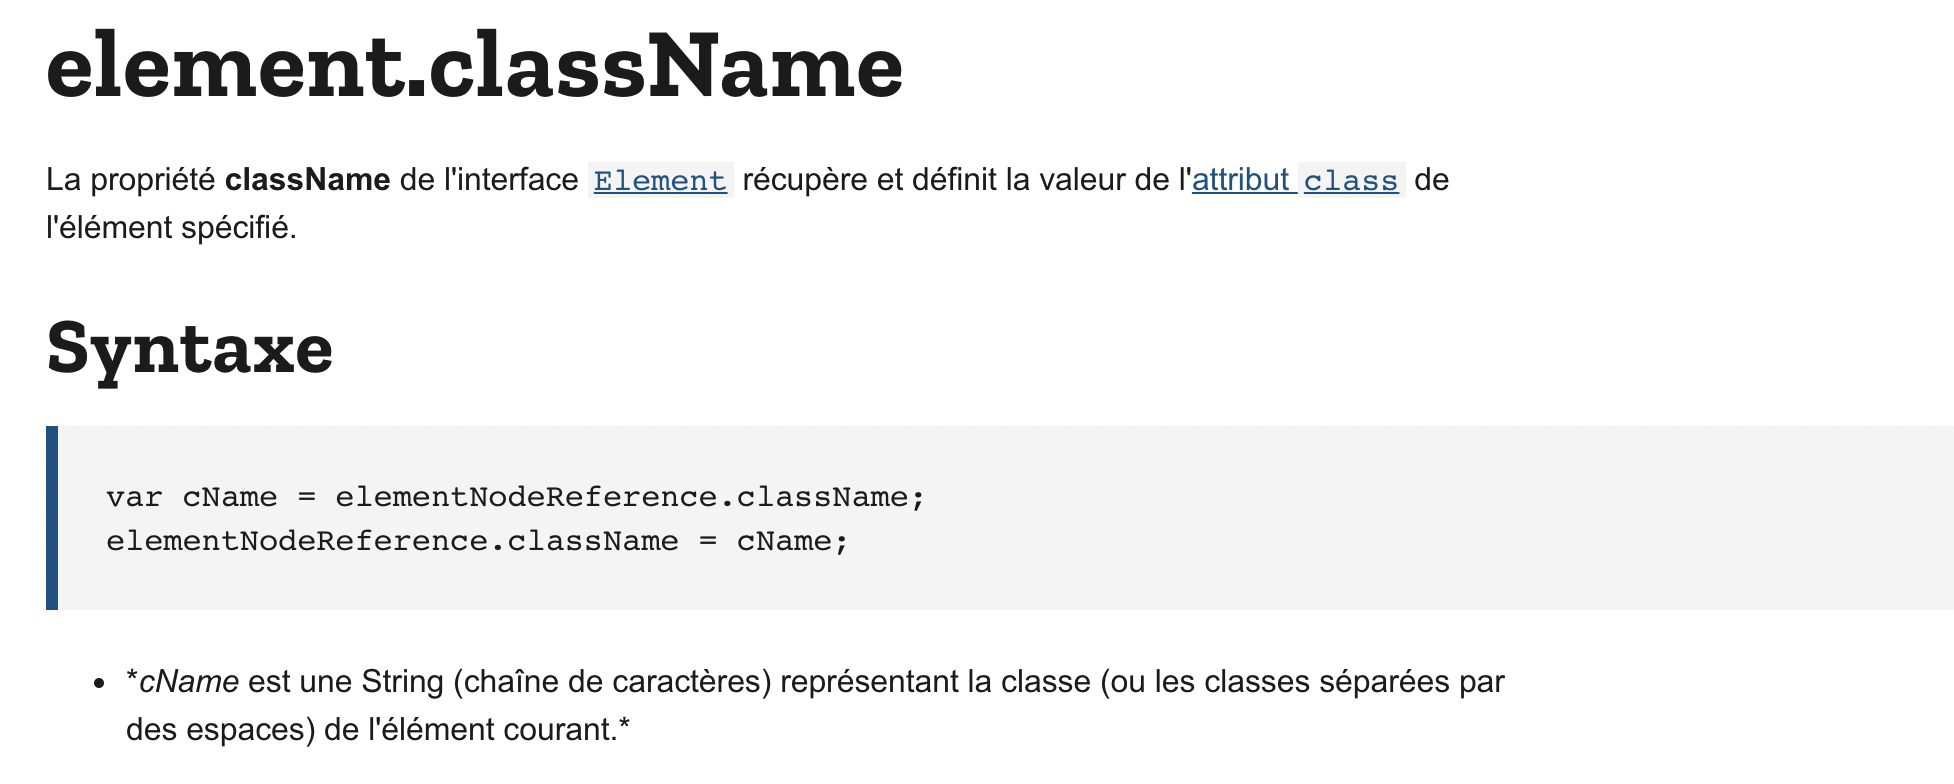 element.className
La propriété className de l'interface Element récupère et définit la valeur de l'attribut class de
l'élément spécifié.
Syntaxe
var cName = elementNodeReference.className;
elementNodeReference.className = cName;
• *cName est une String (chaîne de caractères) représentant la classe (ou les classes séparées par
des espaces) de l'élément courant.*